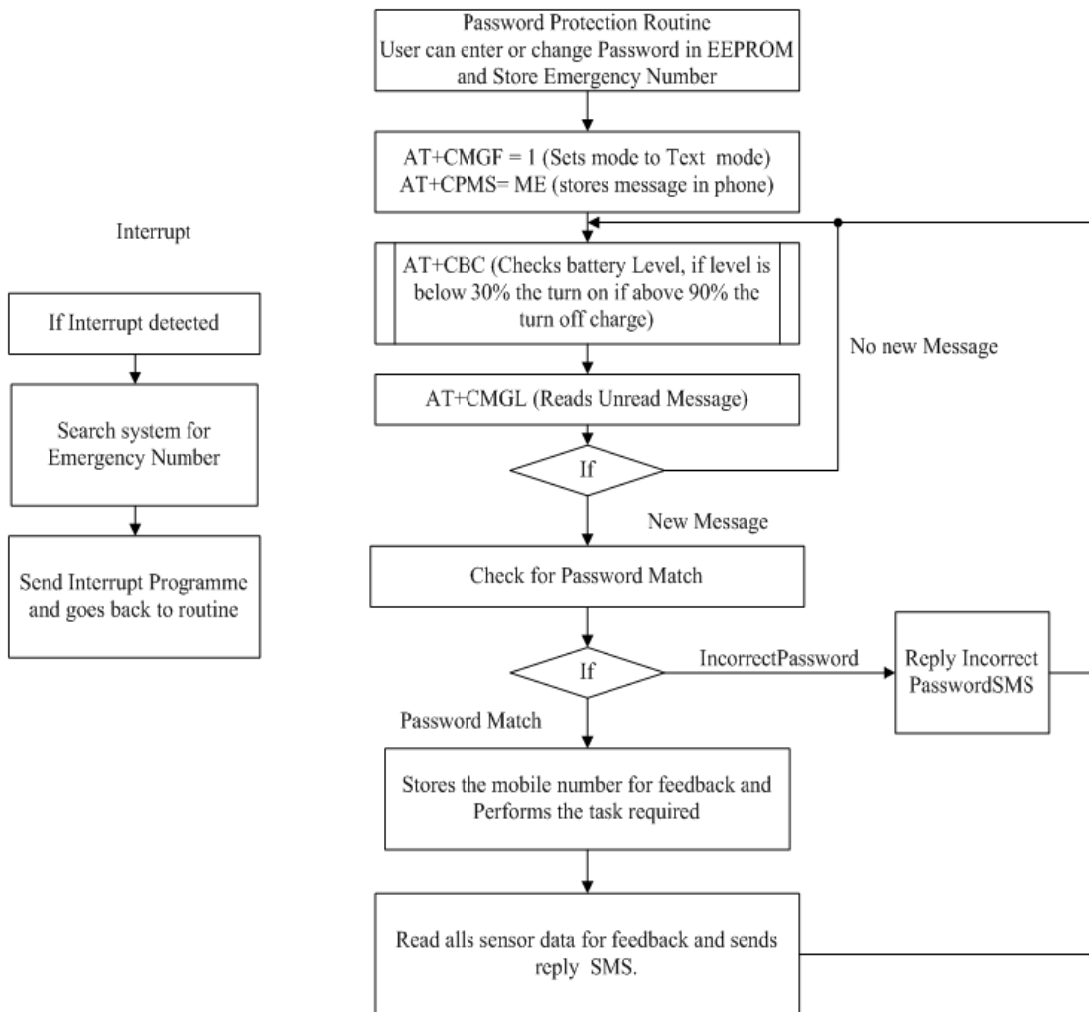 Password Protection Routine
User can enter or change Password in EEPROM
and Store Emergency Number
AT+CMGF = 1 (Sets mode to Text mode)
AT+CPMS= ME (stores message in phone)
Interrupt
AT+CBC (Checks battery Level, if level is
below 30% the turn on if above 90% the
turn off charge)
If Interrupt detected
No new Message
AT+CMGL (Reads Unread Message)
Search system for
Emergency Number
If
New Message
Send Interrupt Programme
and goes back to routine
Check for Password Match
If
IncorrectPassword
Reply Incorrect
PasswordSMS
Password Match
Stores the mobile number for feedback and
Performs the task required
Read alls sensor data for feedback and sends
reply SMS.